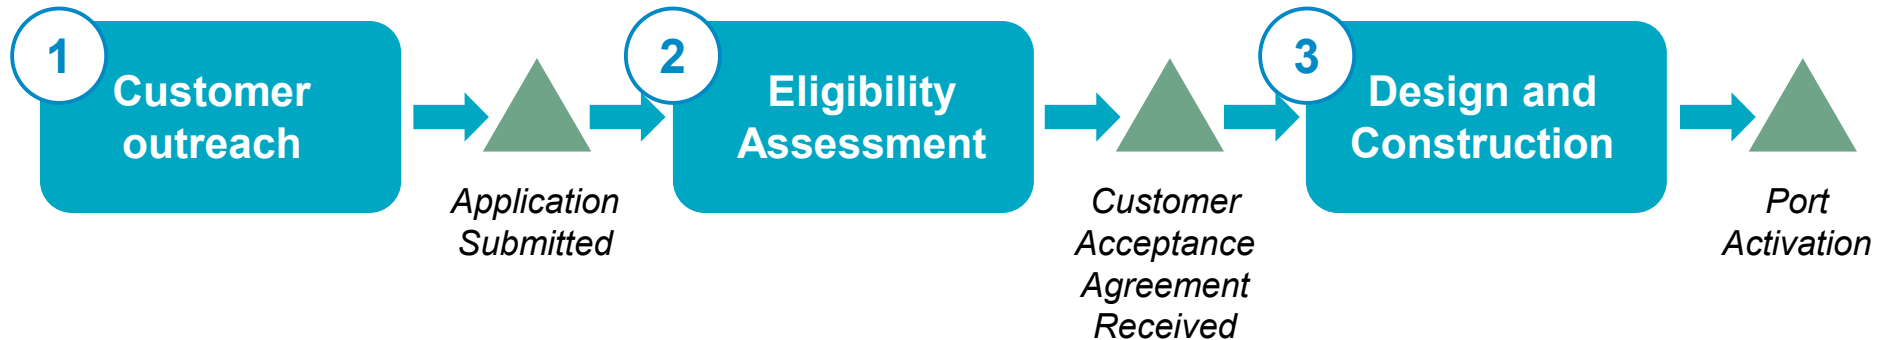 1
Customer
outreach
Application
Submitted
2
Eligibility
Assessment
Customer
Acceptance
Agreement
Received
3
Design and
Construction
Port
Activation